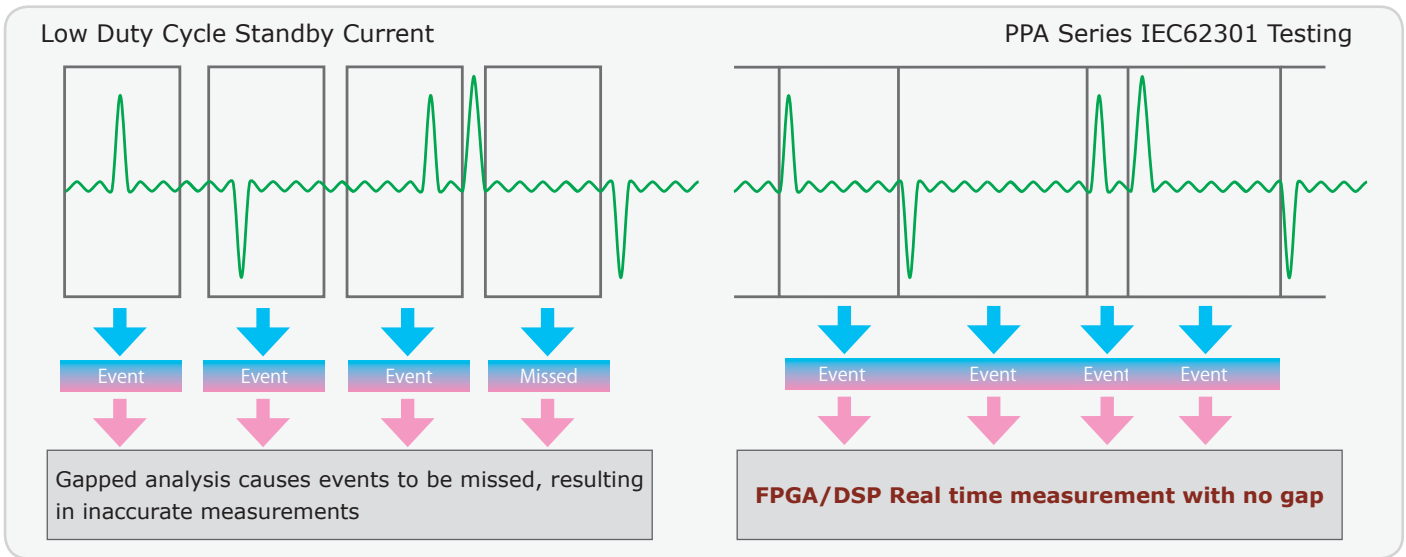 Low Duty Cycle Standby Current
PPA Series IEC62301 Testing
Event
Event
Event
Missed
Event
Event
Event
Event
Gapped analysis causes events to be missed, resulting
in inaccurate measurements
FPGA/DSP Real time measurement with no gap